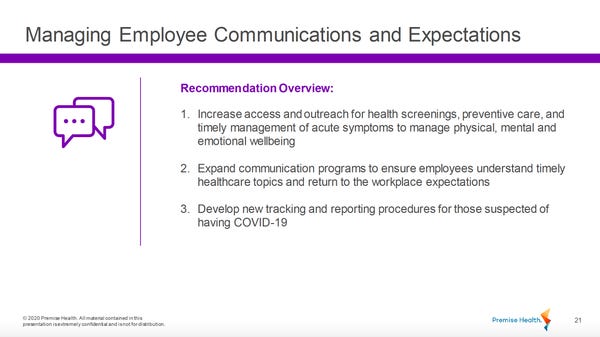 Managing Employee Communications and Expectations
Recommendation Overview:
1. Increase access and outreach for health screenings, preventive care, and
timely management of acute symptoms to manage physical, mental and
emotional wellbeing
2. Expand communication programs to ensure employees understand timely
healthcare topics and return to the workplace expectations
3. Develop new tracking and reporting procedures for those suspected of
having COVID-19
© 2020 Premise Health. All material contained in this
presentation is extremely confidential and is not for distribution.
Premise Health.
21